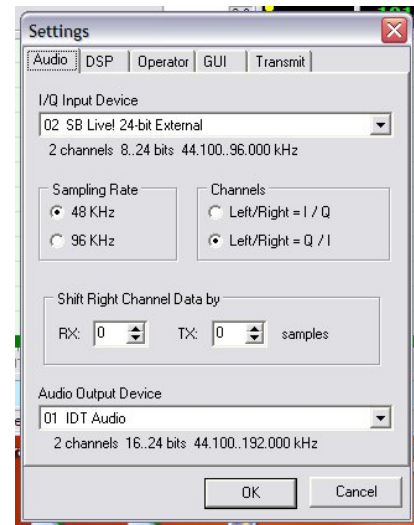 Settings
Audio DSP Operator GUI Transmit
I/Q Input Device
02 SB Live! 24-bit External
2 channels 8..24 bits 44.100..96.000 kHz
Sampling Rate
48 KHz
96 KHz
Channels
Left/Right = I / Q
Left/Right = Q / I
Shift Right Channel Data by
RX: 0 TX: 0 samples
Audio Output Device
01 IDT Audio
2 channels 16..24 bits 44.100..192.000 kHz
OK Cancel